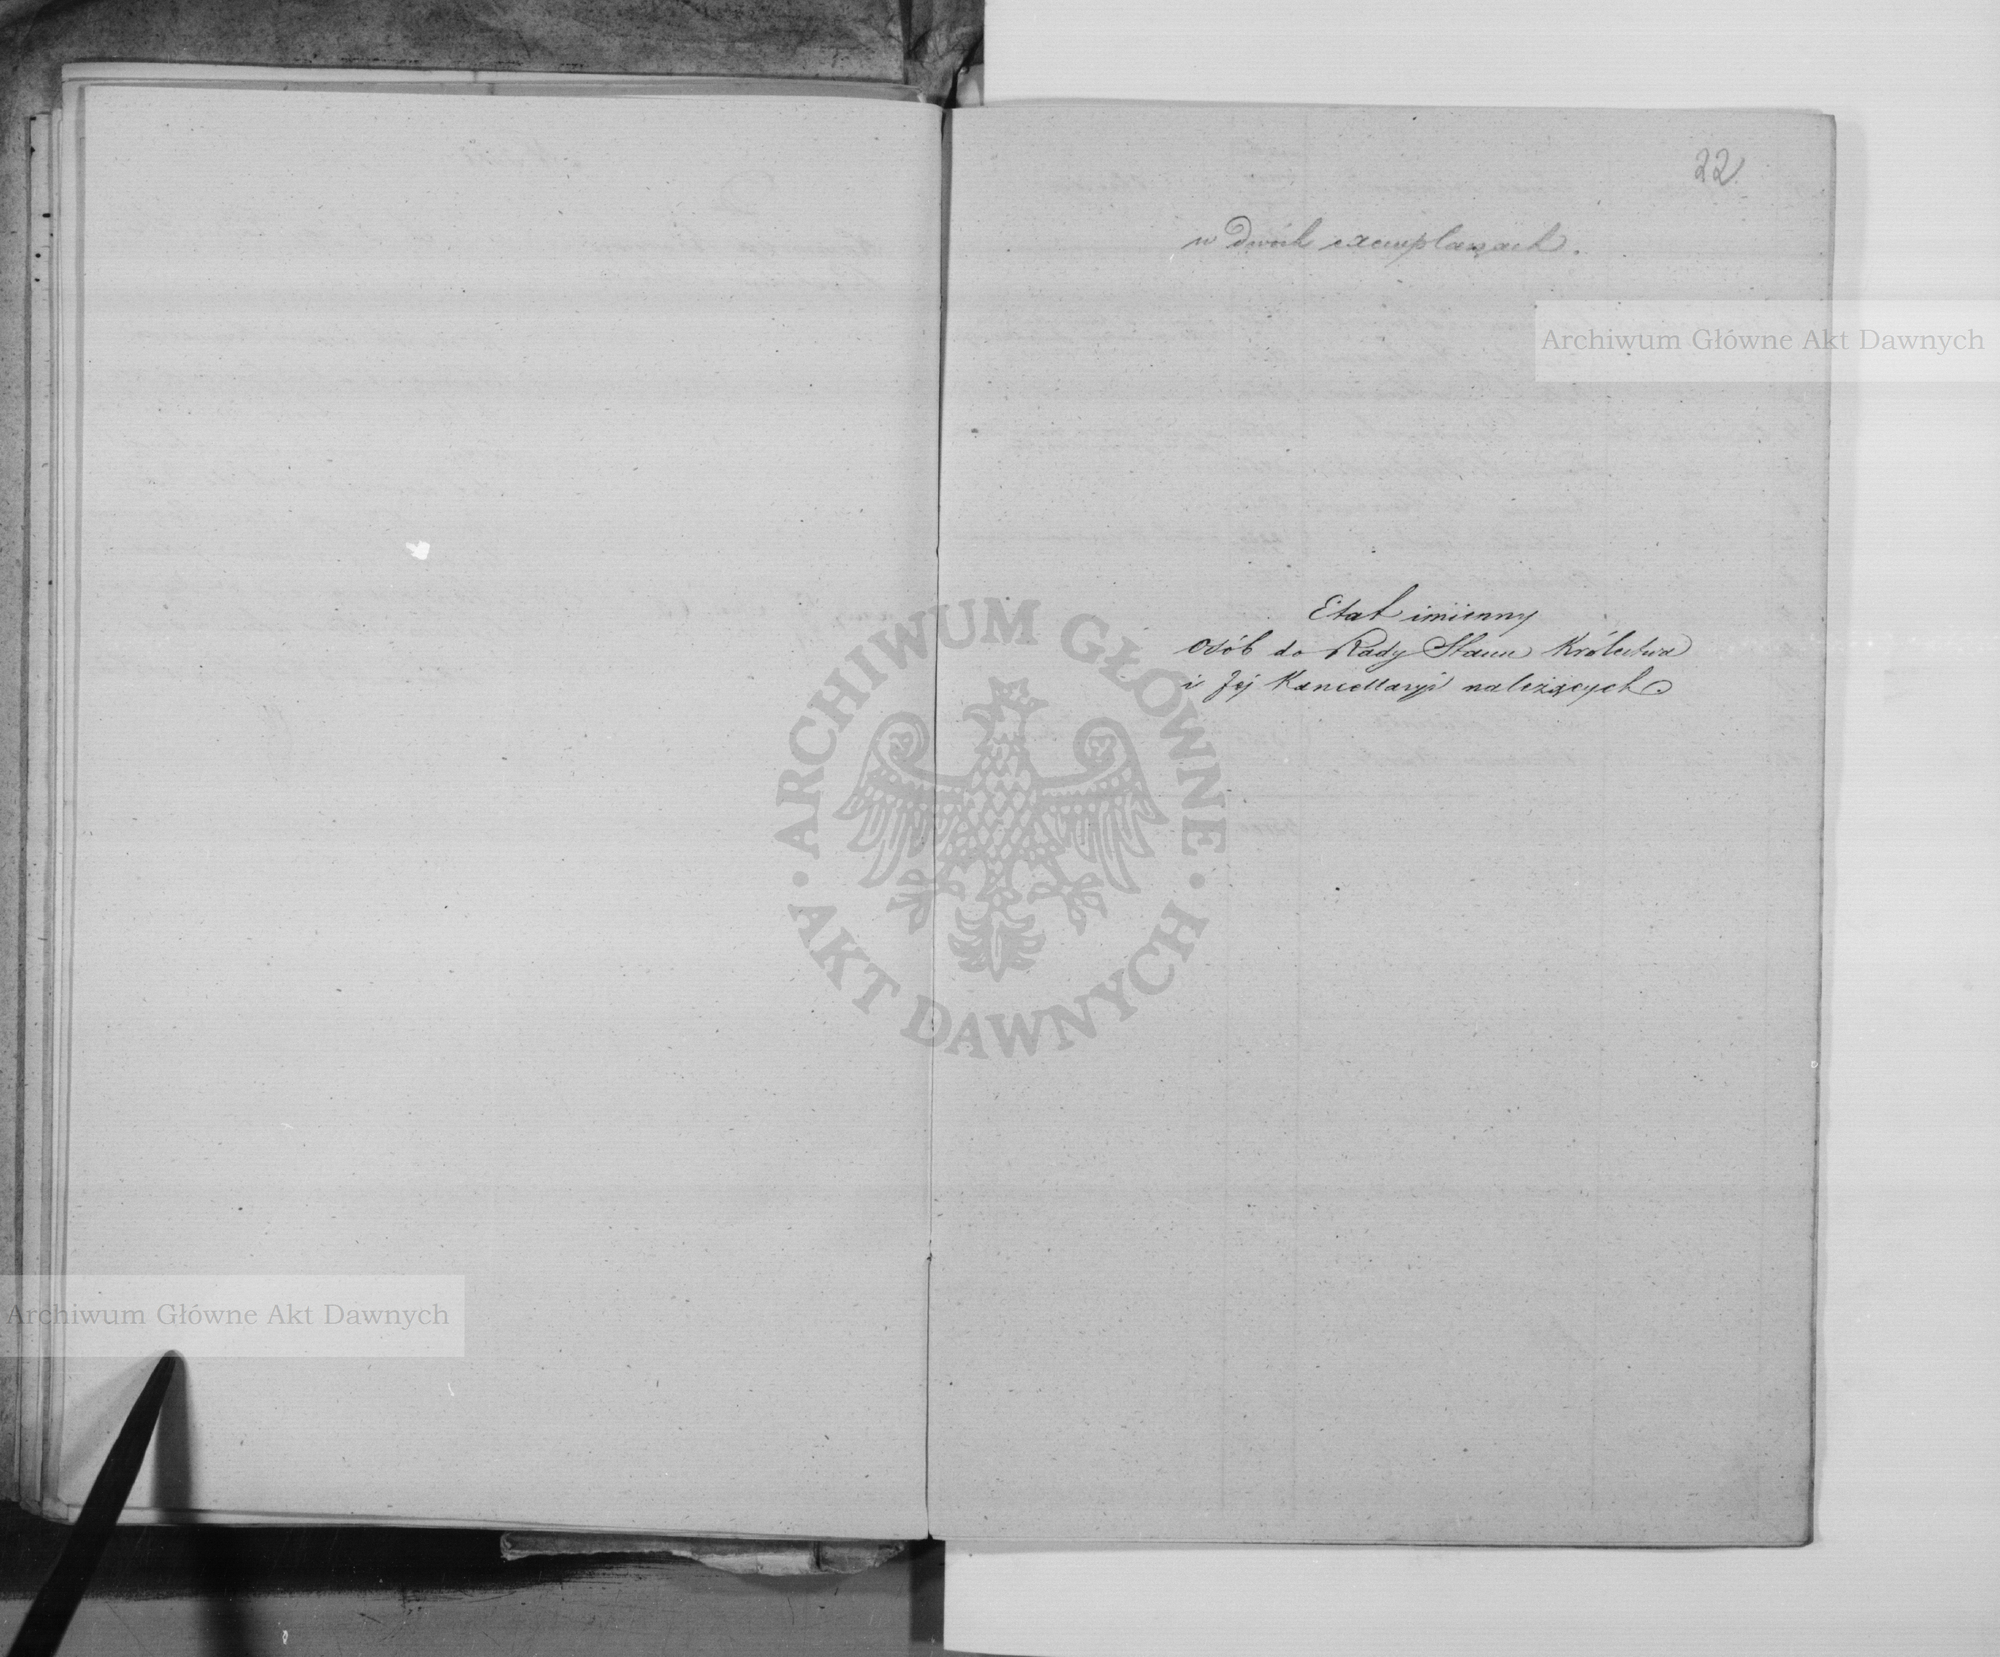 22
w dwóch exemplarzach.
Archiwum Główne Akt Dawnych
Etat imienny
Osób do Rady Stanu Królestwa
i Jej Kancellaryi należących.
ARCHIWUM GŁÓWNE
AKT DAWNYCH
Archiwum Główne Akt Dawnych